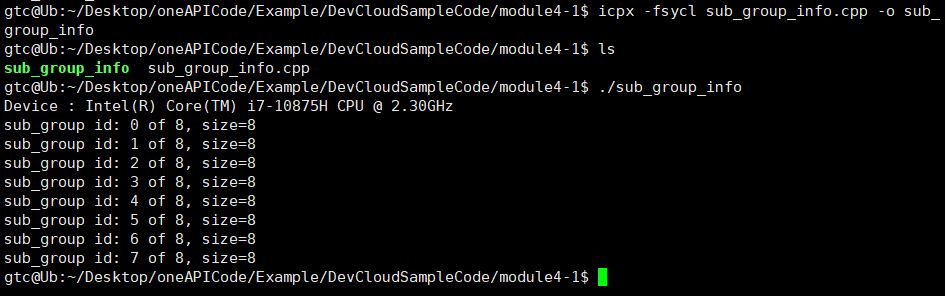 gtc@Ub:~/Desktop/oneAPICode/Example/DevCloudSampleCode/module4-1$ icpx -fsycl sub_group_info.cpp -o sub_
group_info
gtc@Ub:~/Desktop/oneAPICode/Example/DevCloudSampleCode/module4-1$ ls
sub_group_info  sub_group_info.cpp
gtc@Ub:~/Desktop/oneAPICode/Example/DevCloudSampleCode/module4-1$ ./sub_group_info
Device : Intel(R) Core(TM) i7-10875H CPU @ 2.30GHz
sub_group id: 0 of 8, size=8
sub_group id: 1 of 8, size=8
sub_group id: 2 of 8, size=8
sub_group id: 3 of 8, size=8
sub_group id: 4 of 8, size=8
sub_group id: 5 of 8, size=8
sub_group id: 6 of 8, size=8
sub_group id: 7 of 8, size=8
gtc@Ub:~/Desktop/oneAPICode/Example/DevCloudSampleCode/module4-1$